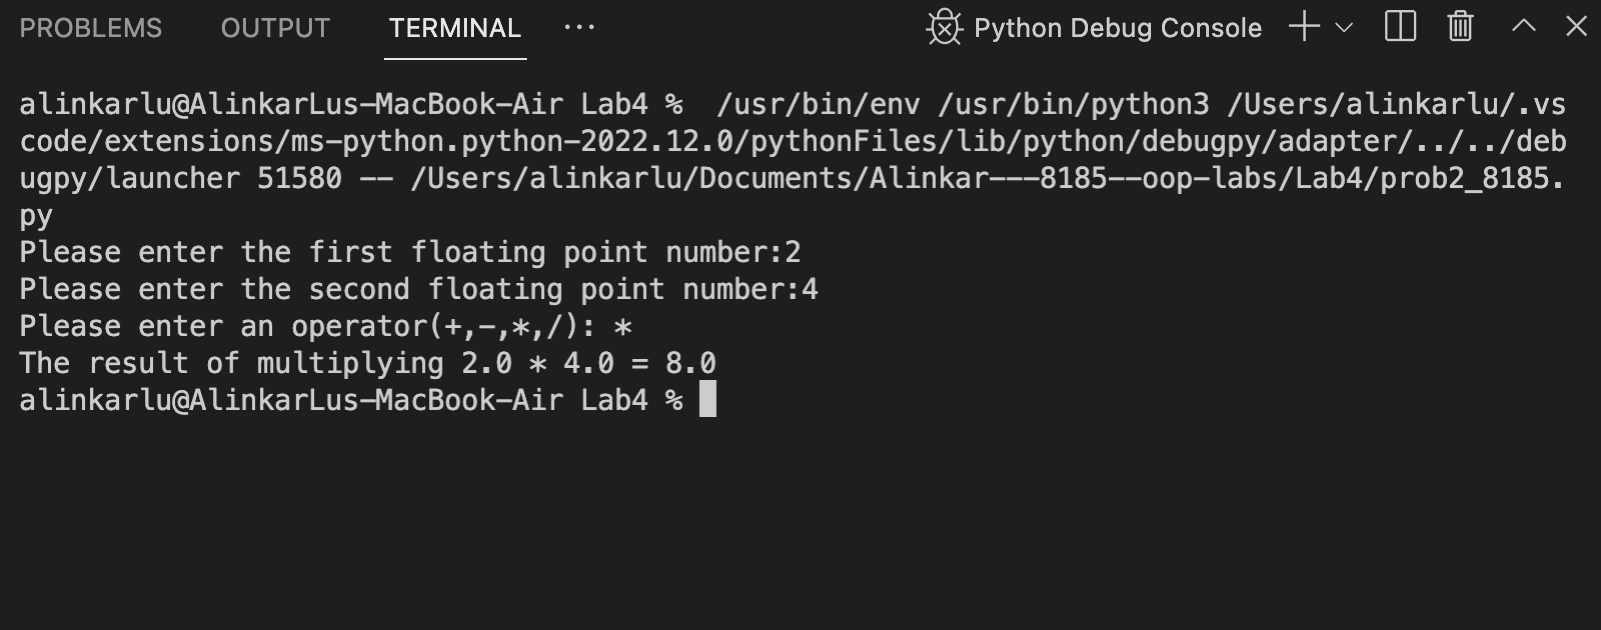 PROBLEMS OUTPUT TERMINAL ··· Python Debug Console
alinkarlu@AlinkarLus-MacBook-Air Lab4 %  /usr/bin/env /usr/bin/python3 /Users/alinkarlu/.vs
code/extensions/ms-python.python-2022.12.0/pythonFiles/lib/python/debugpy/adapter/../../deb
ugpy/launcher 51580 -- /Users/alinkarlu/Documents/Alinkar---8185--oop-labs/Lab4/prob2_8185.
py
Please enter the first floating point number:2
Please enter the second floating point number:4
Please enter an operator(+,-,*,/): *
The result of multiplying 2.0 * 4.0 = 8.0
alinkarlu@AlinkarLus-MacBook-Air Lab4 %